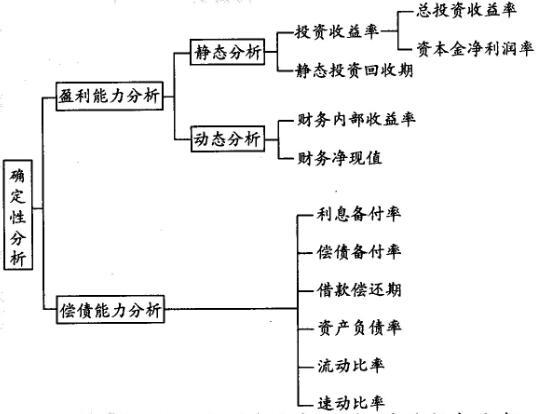 总投资收益率
投资收益率
资本金净利润率
静态分析
静态投资回收期
盈利能力分析
财务内部收益率
动态分析
财务净现值
确定性分析
利息备付率
偿债备付率
借款偿还期
偿债能力分析
资产负债率
流动比率
速动比率